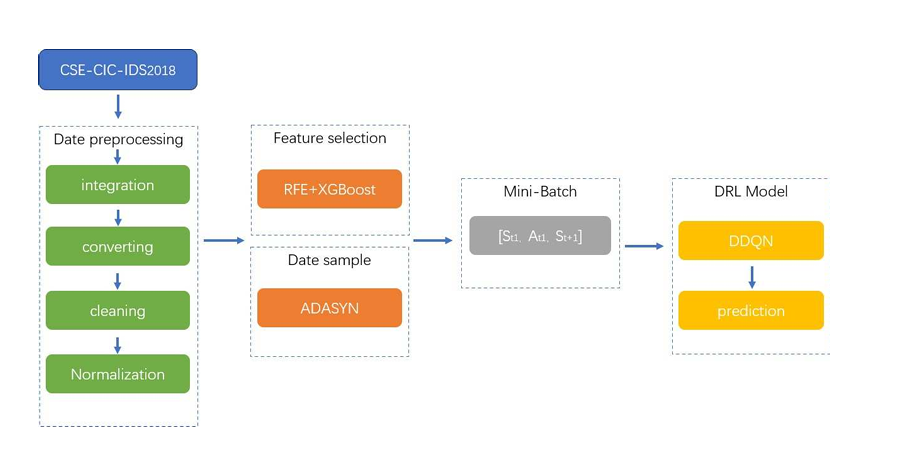 CSE-CIC-IDS2018
Date preprocessing
integration
converting
cleaning
Normalization
Feature selection
RFE+XGBoost
Date sample
ADASYN
Mini-Batch
[St1、At1、St+1]
DRL Model
DDQN
prediction